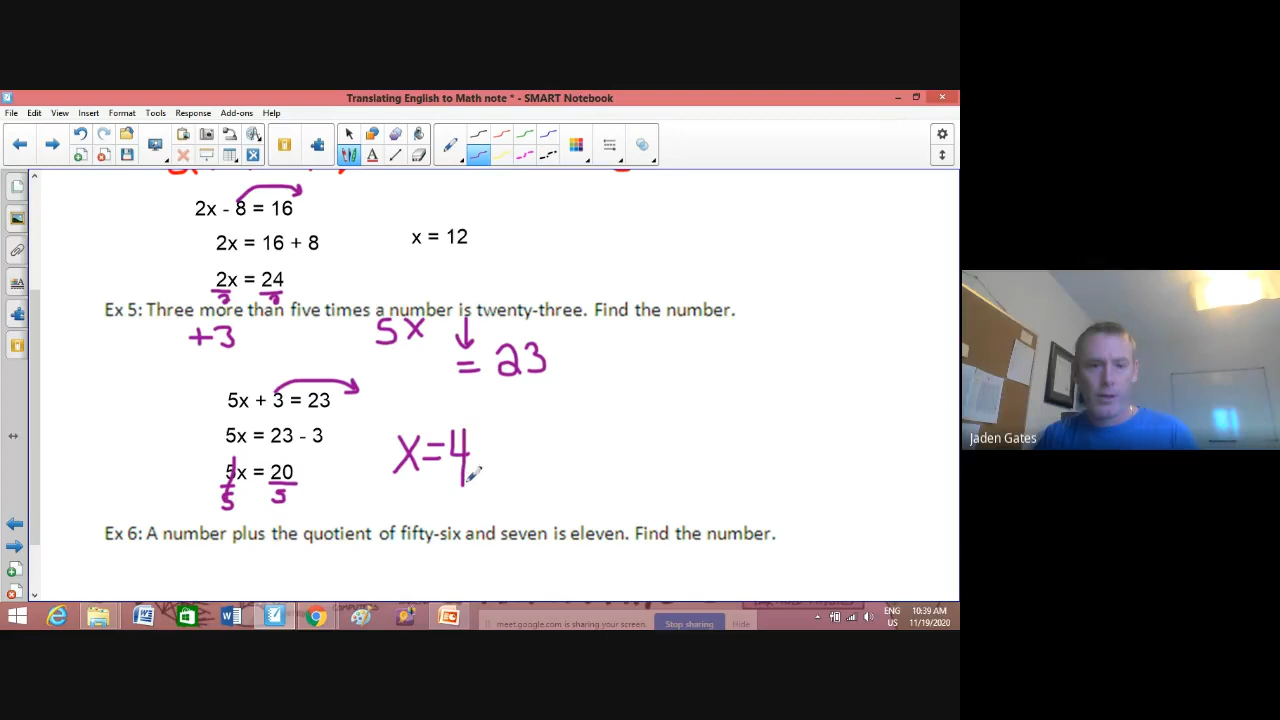 Translating English to Math note * - SMART Notebook
File Edit View Insert Format Tools Response Add-ons Help
2x - 8 = 16
2x = 16 + 8
x = 12
2x = 24
2 2
Ex 5: Three more than five times a number is twenty-three. Find the number.
+3 5x
= 23
5x + 3 = 23
5x = 23 - 3
x=4
5x = 20
5 5
Ex 6: A number plus the quotient of fifty-six and seven is eleven. Find the number.
Jaden Gates
meet.google.com is sharing your screen. Stop sharing Hide
ENG
US
10:39 AM
11/19/2020